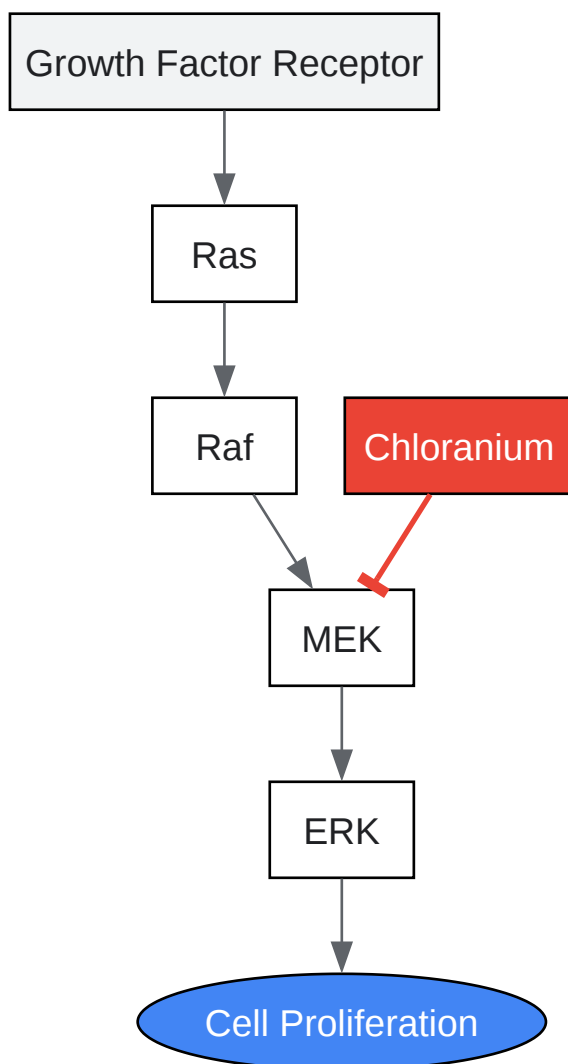 Growth Factor Receptor
Ras
Raf
Chloranium
MEK
ERK
Cell Proliferation